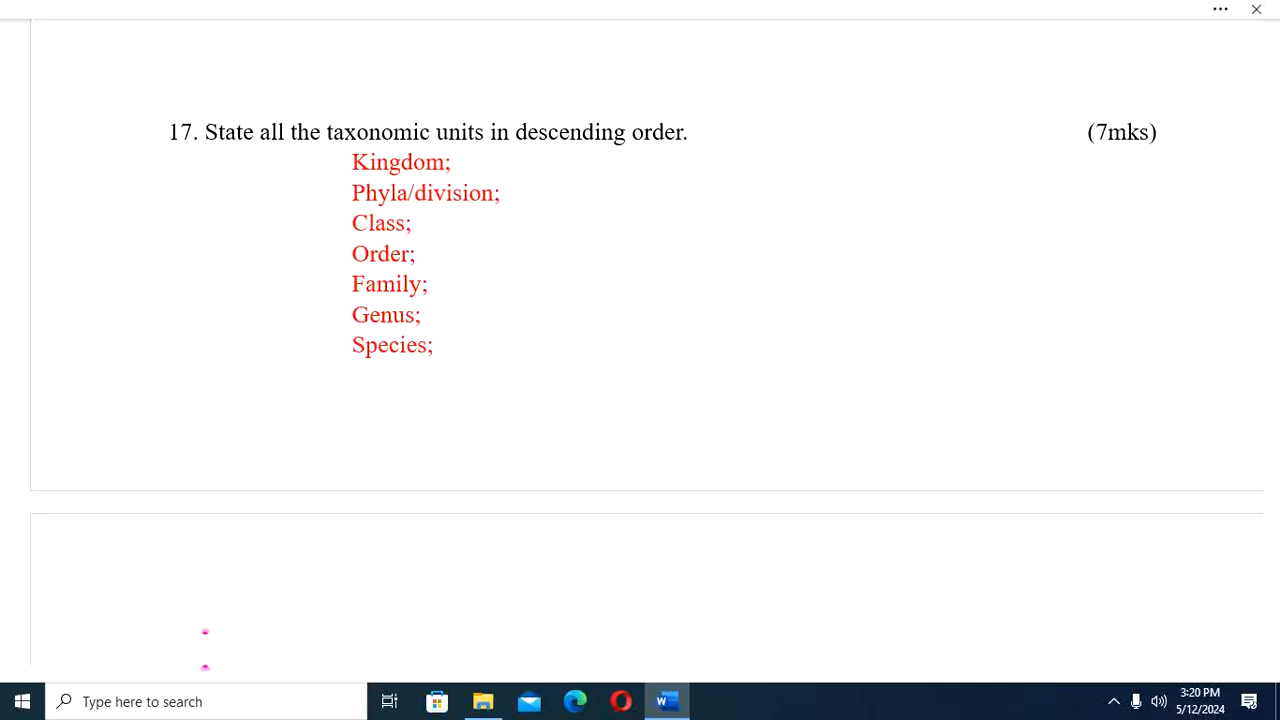 17. State all the taxonomic units in descending order. (7mks)
Kingdom;
Phyla/division;
Class;
Order;
Family;
Genus;
Species;
Type here to search
3:20 PM
5/12/2024